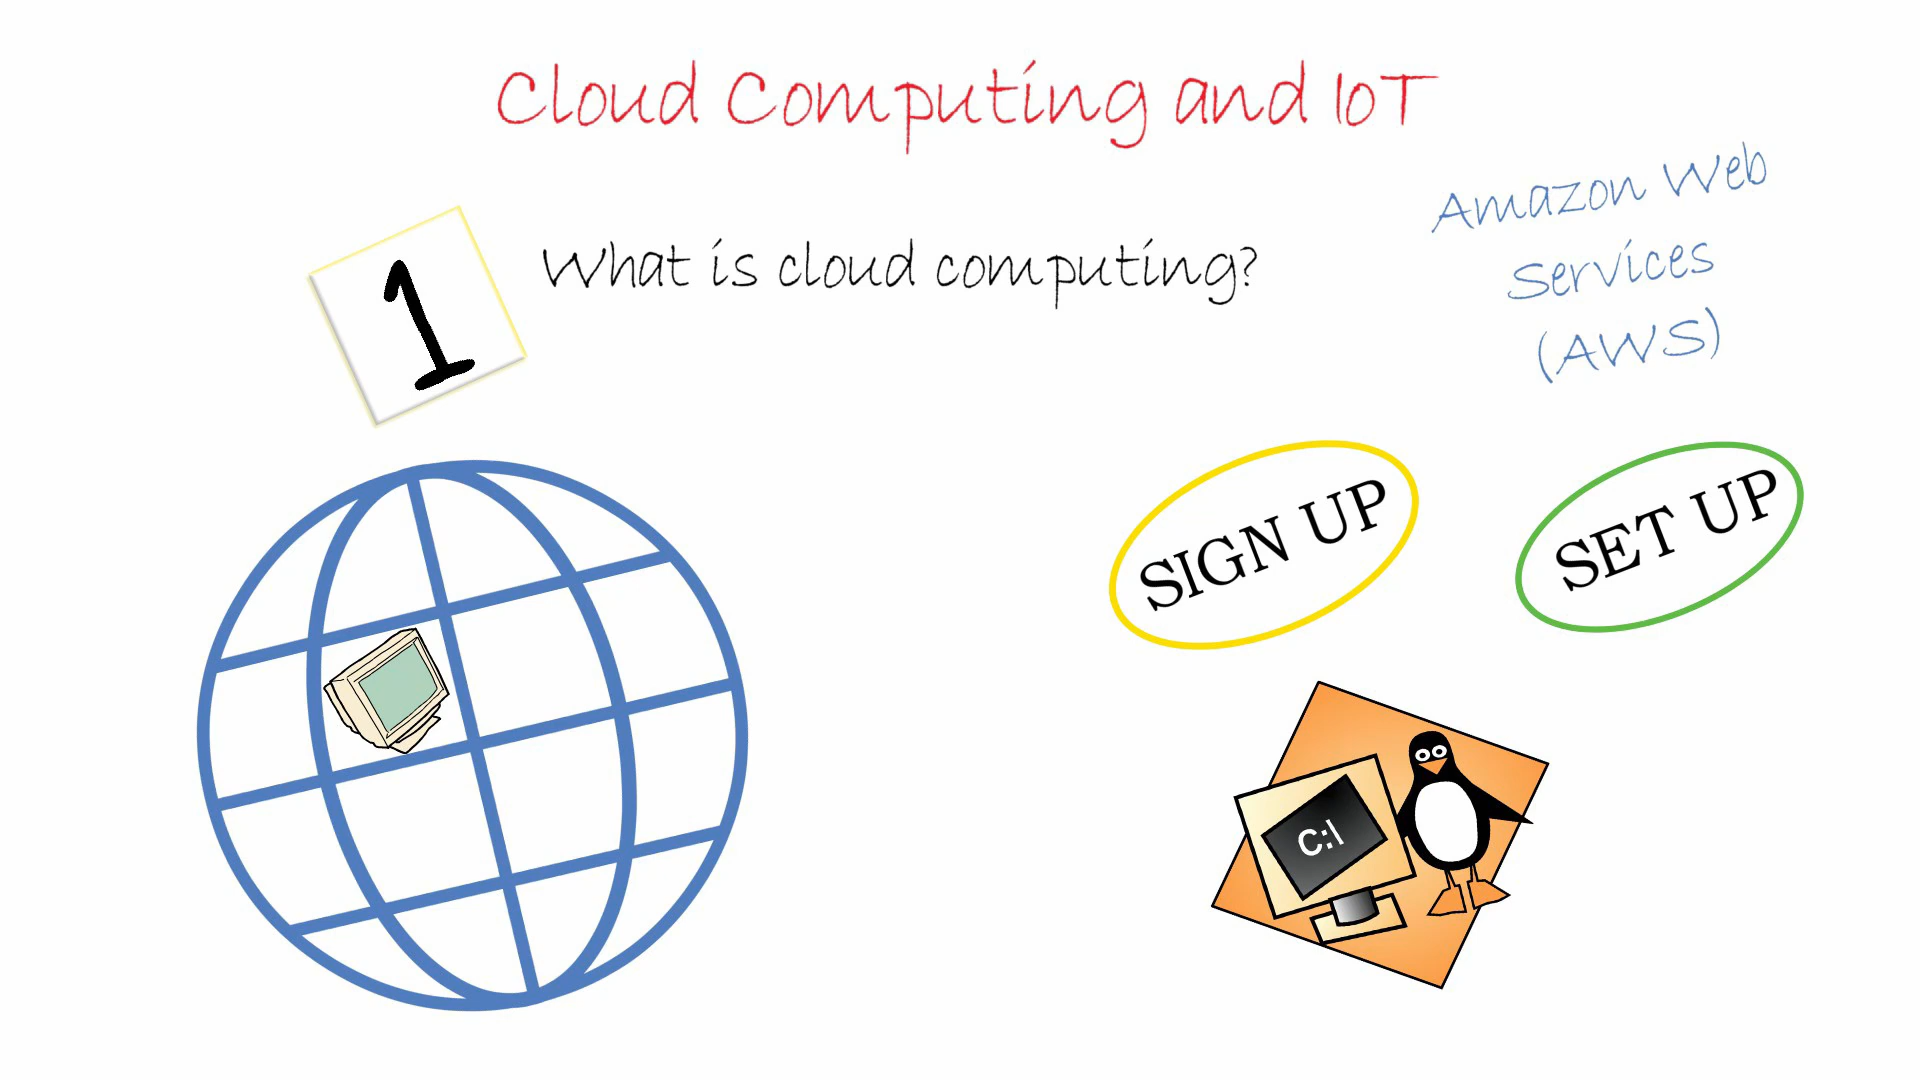 Cloud Computing and IoT
1
What is cloud computing?
Amazon Web
Services
(AWS)
SIGN UP
SET UP
C:\